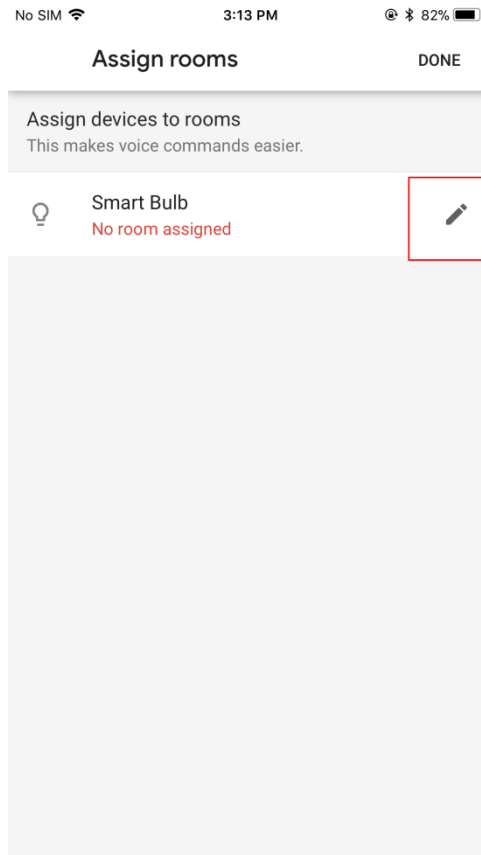 No SIM 3:13 PM 82%
Assign rooms DONE
Assign devices to rooms
This makes voice commands easier.
Smart Bulb
No room assigned